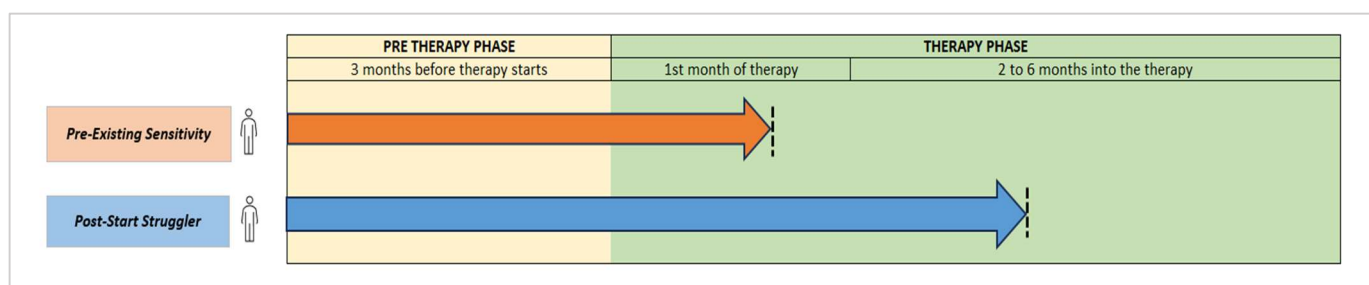 PRE THERAPY PHASE
THERAPY PHASE
3 months before therapy starts
1st month of therapy
2 to 6 months into the therapy
Pre-Existing Sensitivity
Post-Start Struggler